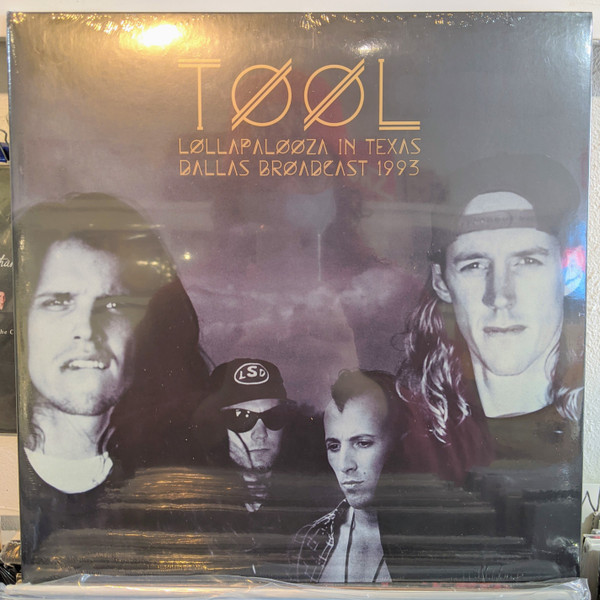 TØØL
LØLLAPALØØZA IN TEXAS
DALLAS BRØADCAST 1993
LSD